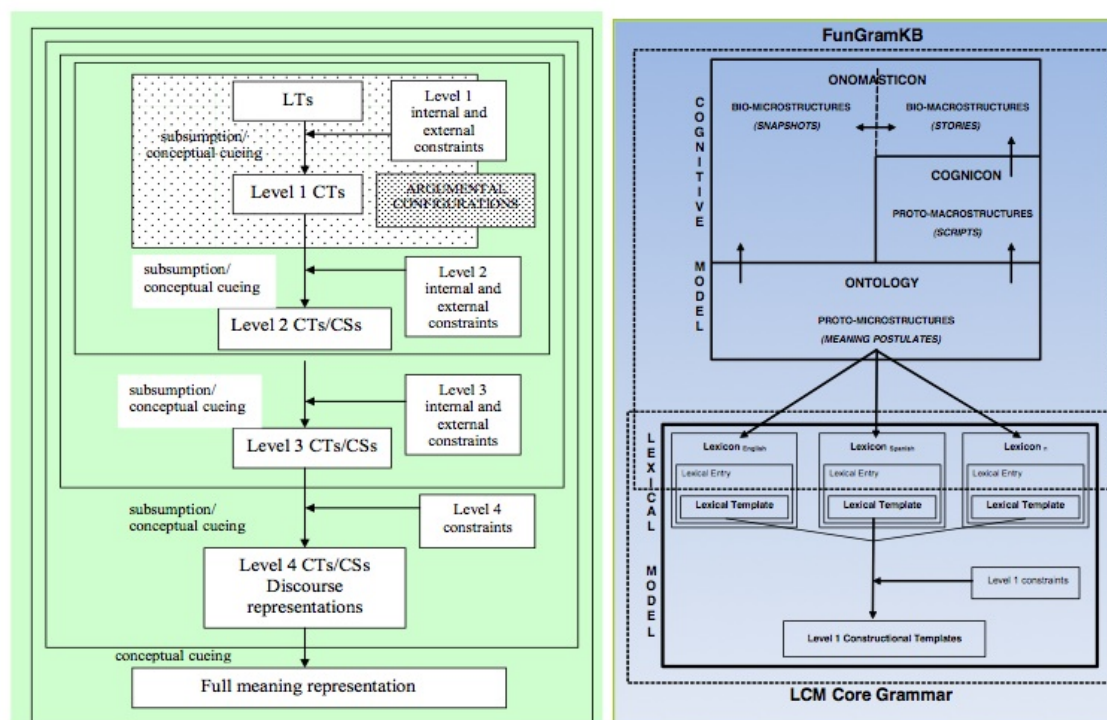 LTs
Level 1
internal and
external
constraints
subsumption/
conceptual cueing
Level 1 CTs
ARGUMENTAL
CONFIGURATIONS
subsumption/
conceptual cueing
Level 2
internal and
external
constraints
Level 2 CTs/CSs
subsumption/
conceptual cueing
Level 3
internal and
external
constraints
Level 3 CTs/CSs
subsumption/
conceptual cueing
Level 4
constraints
Level 4 CTs/CSs
Discourse
representations
conceptual cueing
Full meaning representation
FunGramKB
COGNITIVE MODEL
ONOMASTICON
BIO-MICROSTRUCTURES
(SNAPSHOTS)
BIO-MACROSTRUCTURES
(STORIES)
COGNICON
PROTO-MACROSTRUCTURES
(SCRIPTS)
ONTOLOGY
PROTO-MICROSTRUCTURES
(MEANING POSTULATES)
LEXICAL MODEL
Lexicon English
Lexical Entry
Lexical Template
Lexicon Spanish
Lexical Entry
Lexical Template
Lexicon n
Lexical Entry
Lexical Template
Level 1 constraints
Level 1 Constructional Templates
LCM Core Grammar